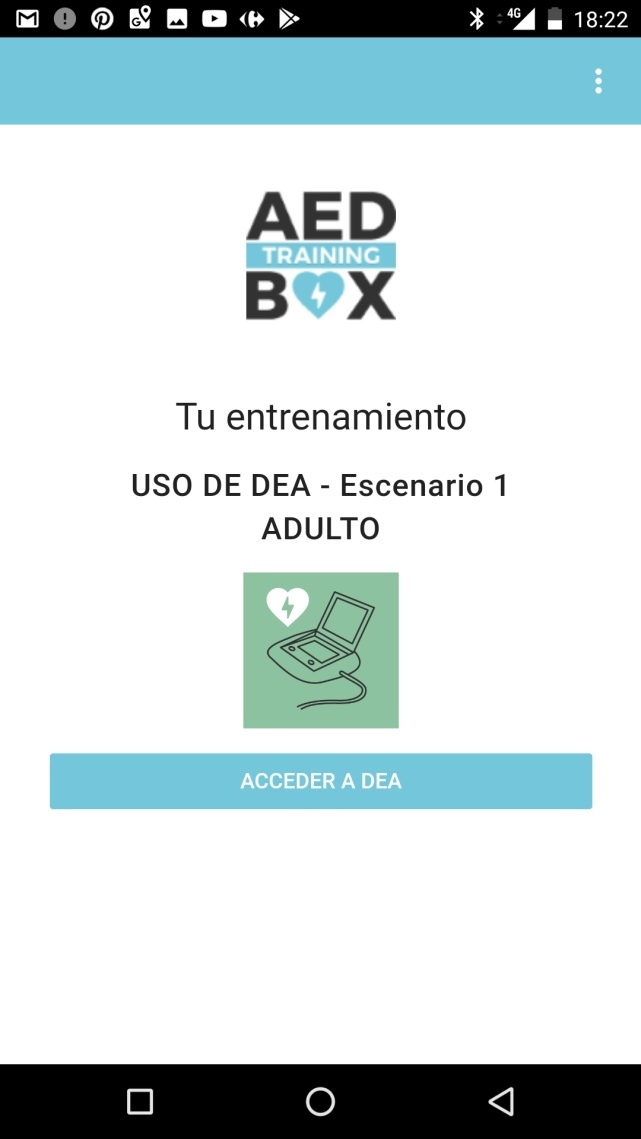 4G 18:22
AED
TRAINING
BOX
Tu entrenamiento
USO DE DEA - Escenario 1
ADULTO
ACCEDER A DEA